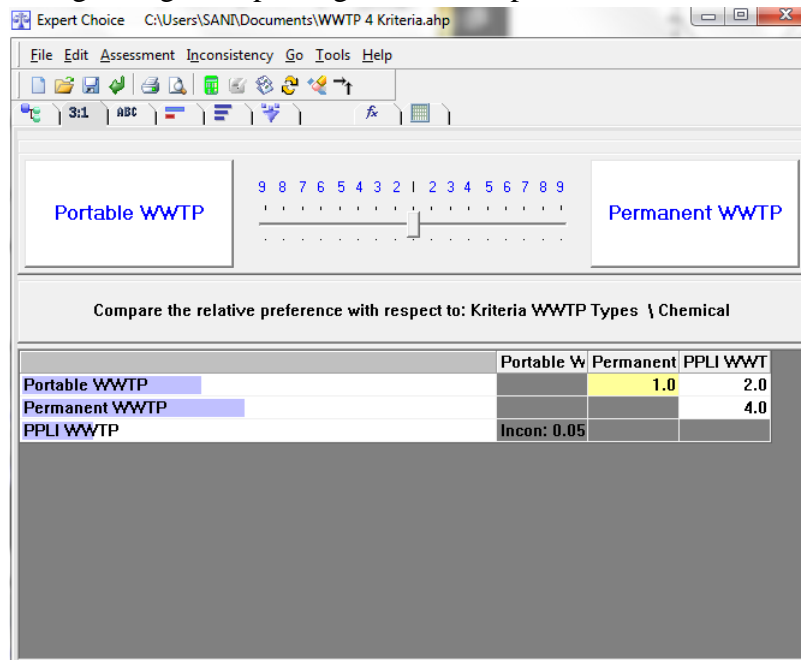 Expert Choice C:\Users\SANI\Documents\WWTP 4 Kriteria.ahp
File Edit Assessment Inconsistency Go Tools Help
3:1 ABC fx
9 8 7 6 5 4 3 2 1 2 3 4 5 6 7 8 9
Portable WWTP Permanent WWTP
Compare the relative preference with respect to: Kriteria WWTP Types \ Chemical
Portable W Permanent PPLI WWT
Portable WWTP 1.0 2.0
Permanent WWTP 4.0
PPLI WWTP Incon: 0.05